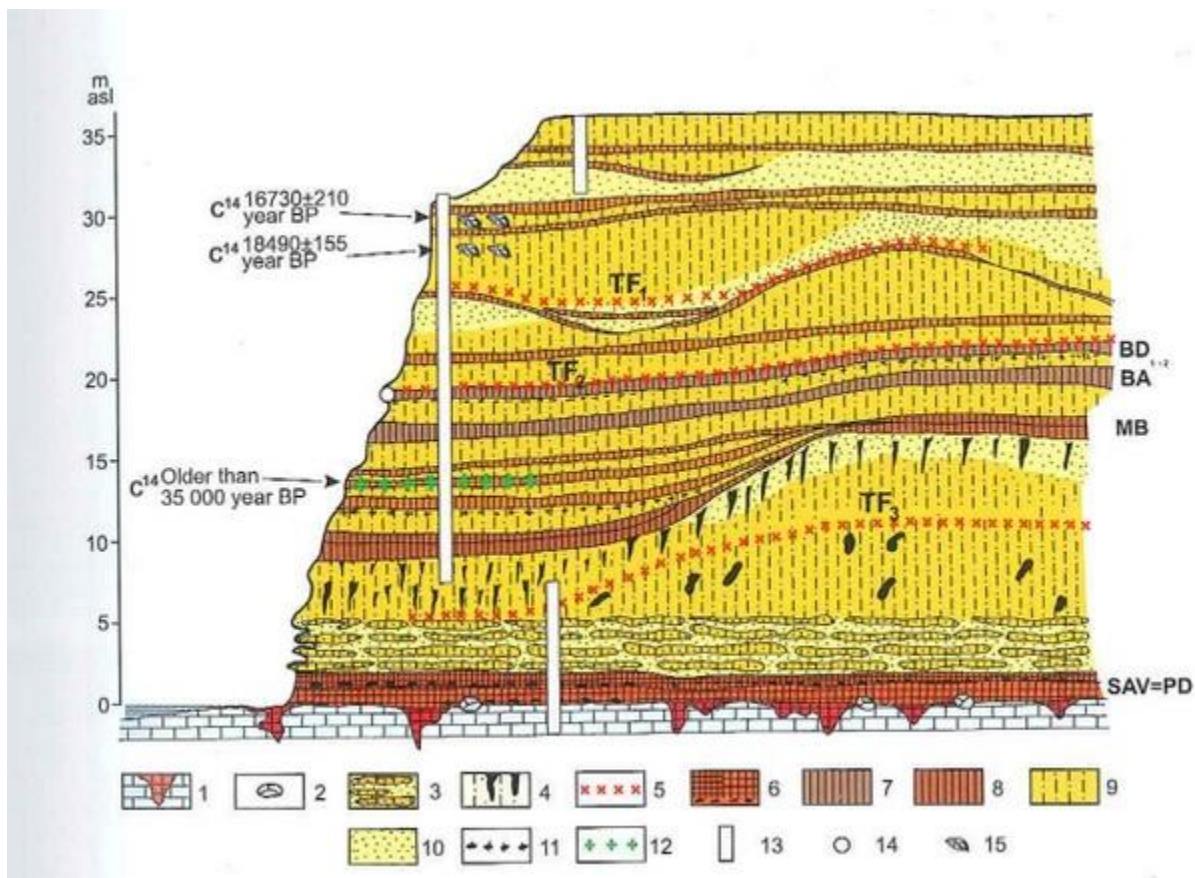 m
asl
35
30
25
20
15
10
5
0
C14 16730±210
year BP
C14 18490±155
year BP
C14 Older than
35 000 year BP
TF1
TF2
TF3
BD1-2
BA
MB
SAV=PD
1
2
3
4
5
6
7
8
9
10
11
12
13
14
15